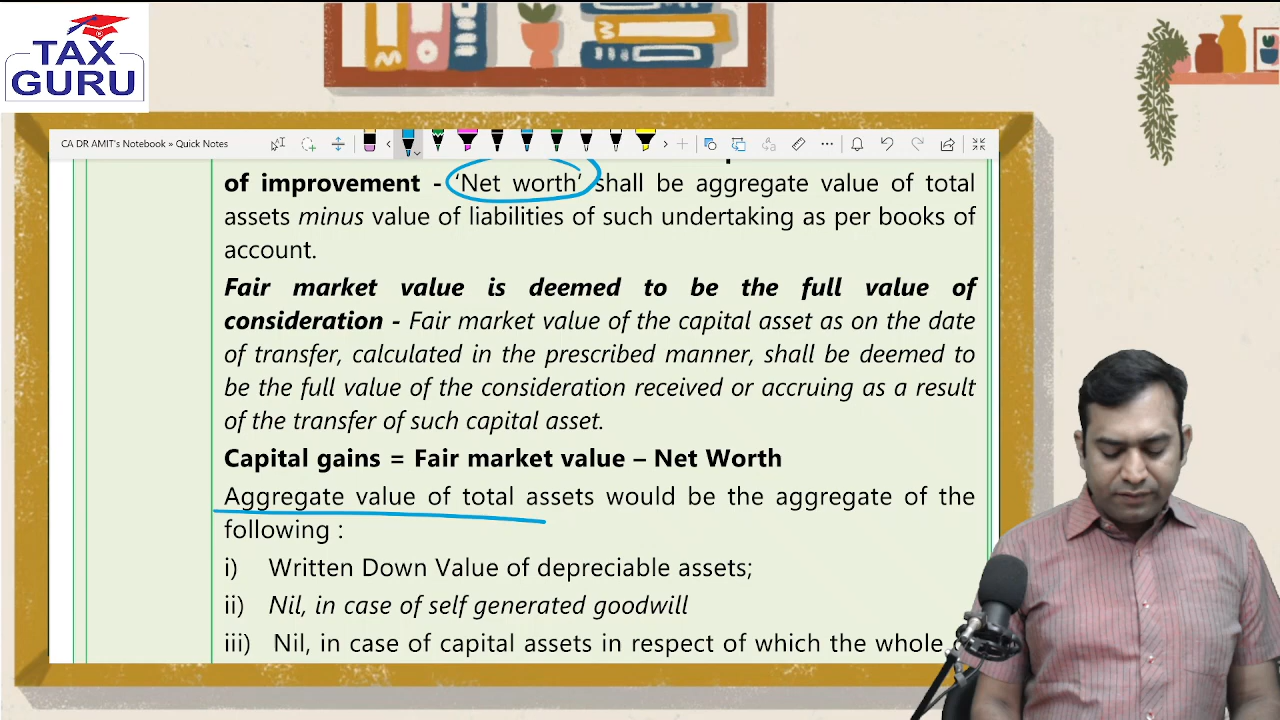 TAX
GURU
CA DR AMIT's Notebook » Quick Notes
of improvement - ‘Net worth’ shall be aggregate value of total
assets minus value of liabilities of such undertaking as per books of
account.
Fair market value is deemed to be the full value of
consideration - Fair market value of the capital asset as on the date
of transfer, calculated in the prescribed manner, shall be deemed to
be the full value of the consideration received or accruing as a result
of the transfer of such capital asset.
Capital gains = Fair market value – Net Worth
Aggregate value of total assets would be the aggregate of the
following :
i) Written Down Value of depreciable assets;
ii) Nil, in case of self generated goodwill
iii) Nil, in case of capital assets in respect of which the whole